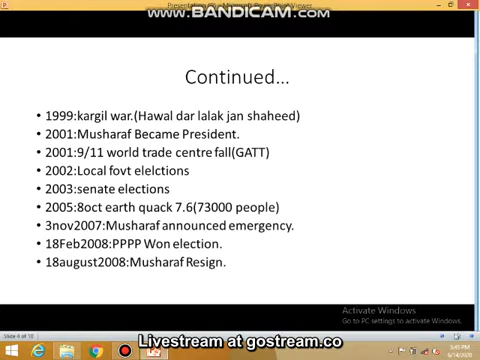 www.BANDICAM.com
Continued...
• 1999:kargil war.(Hawal dar lalak jan shaheed)
• 2001:Musharaf Became President.
• 2001:9/11 world trade centre fall(GATT)
• 2002:Local fovt elelctions
• 2003:senate elections
• 2005:8oct earth quack 7.6(73000 people)
• 3nov2007:Musharaf announced emergency.
• 18Feb2008:PPPP Won election.
• 18august2008:Musharaf Resign.
Activate Windows
Go to PC settings to activate Windows.
3:45 PM
Livestream at gostream.co